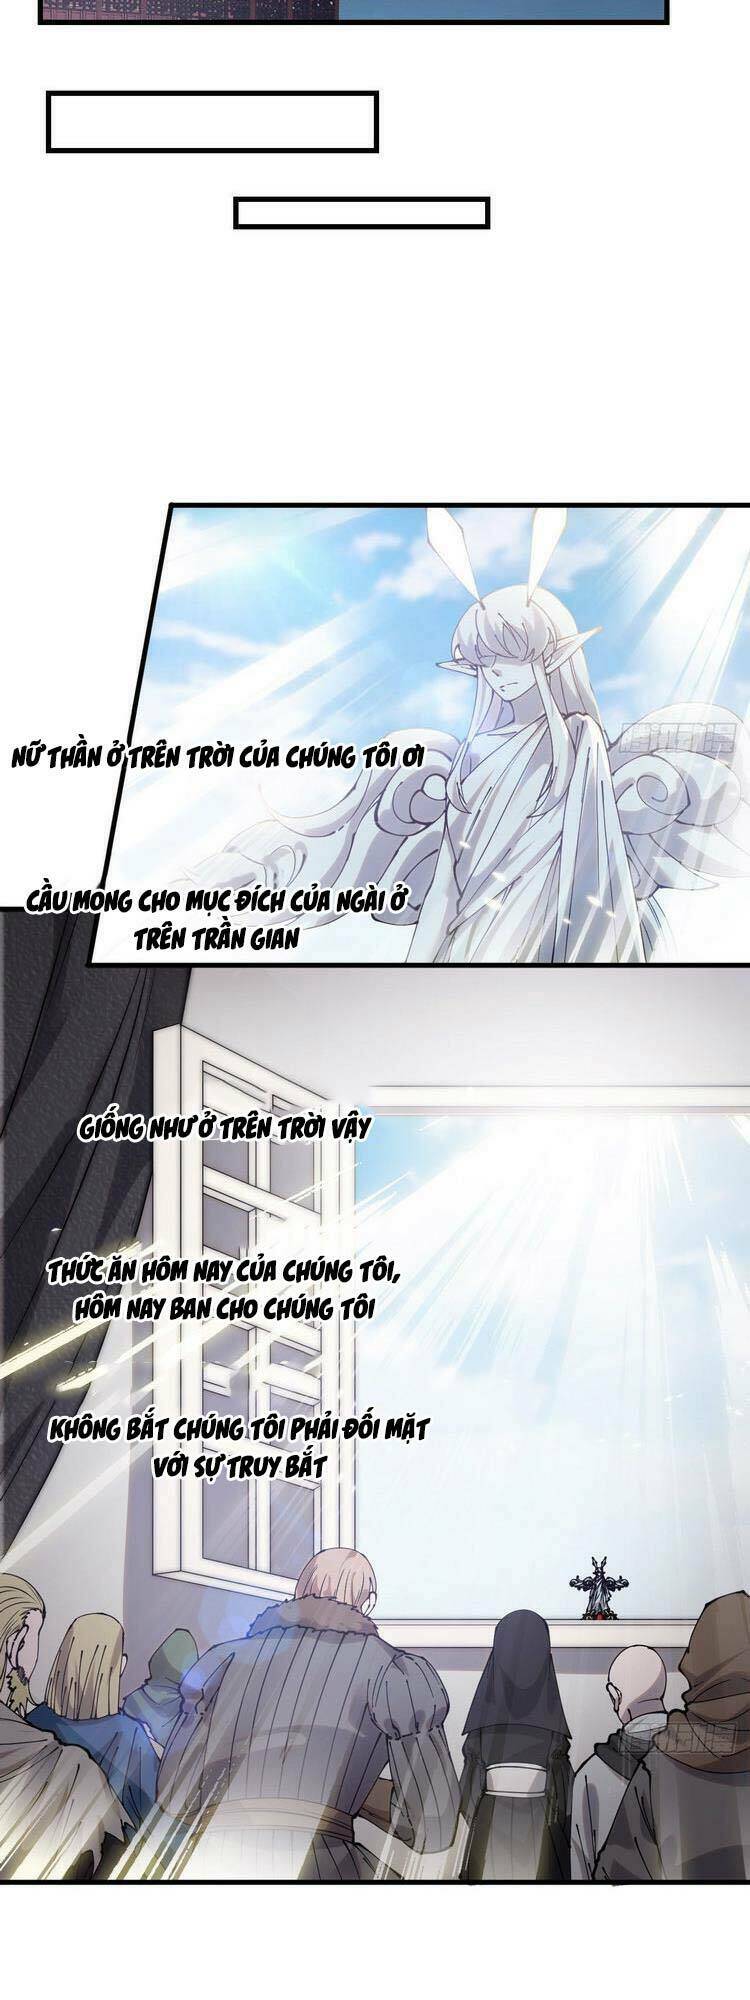 NỮ THẦN Ở TRÊN TRỜI CỦA CHÚNG TÔI ƠI
CẦU MONG CHO MỤC ĐÍCH CỦA NGÀI Ở
TRÊN TRẦN GIAN
GIỐNG NHƯ Ở TRÊN TRỜI VẬY
THỨC ĂN HÔM NAY CỦA CHÚNG TÔI,
HÔM NAY BAN CHO CHÚNG TÔI
KHÔNG BẮT CHÚNG TÔI PHẢI ĐỐI MẶT
VỚI SỰ TRUY BẮT